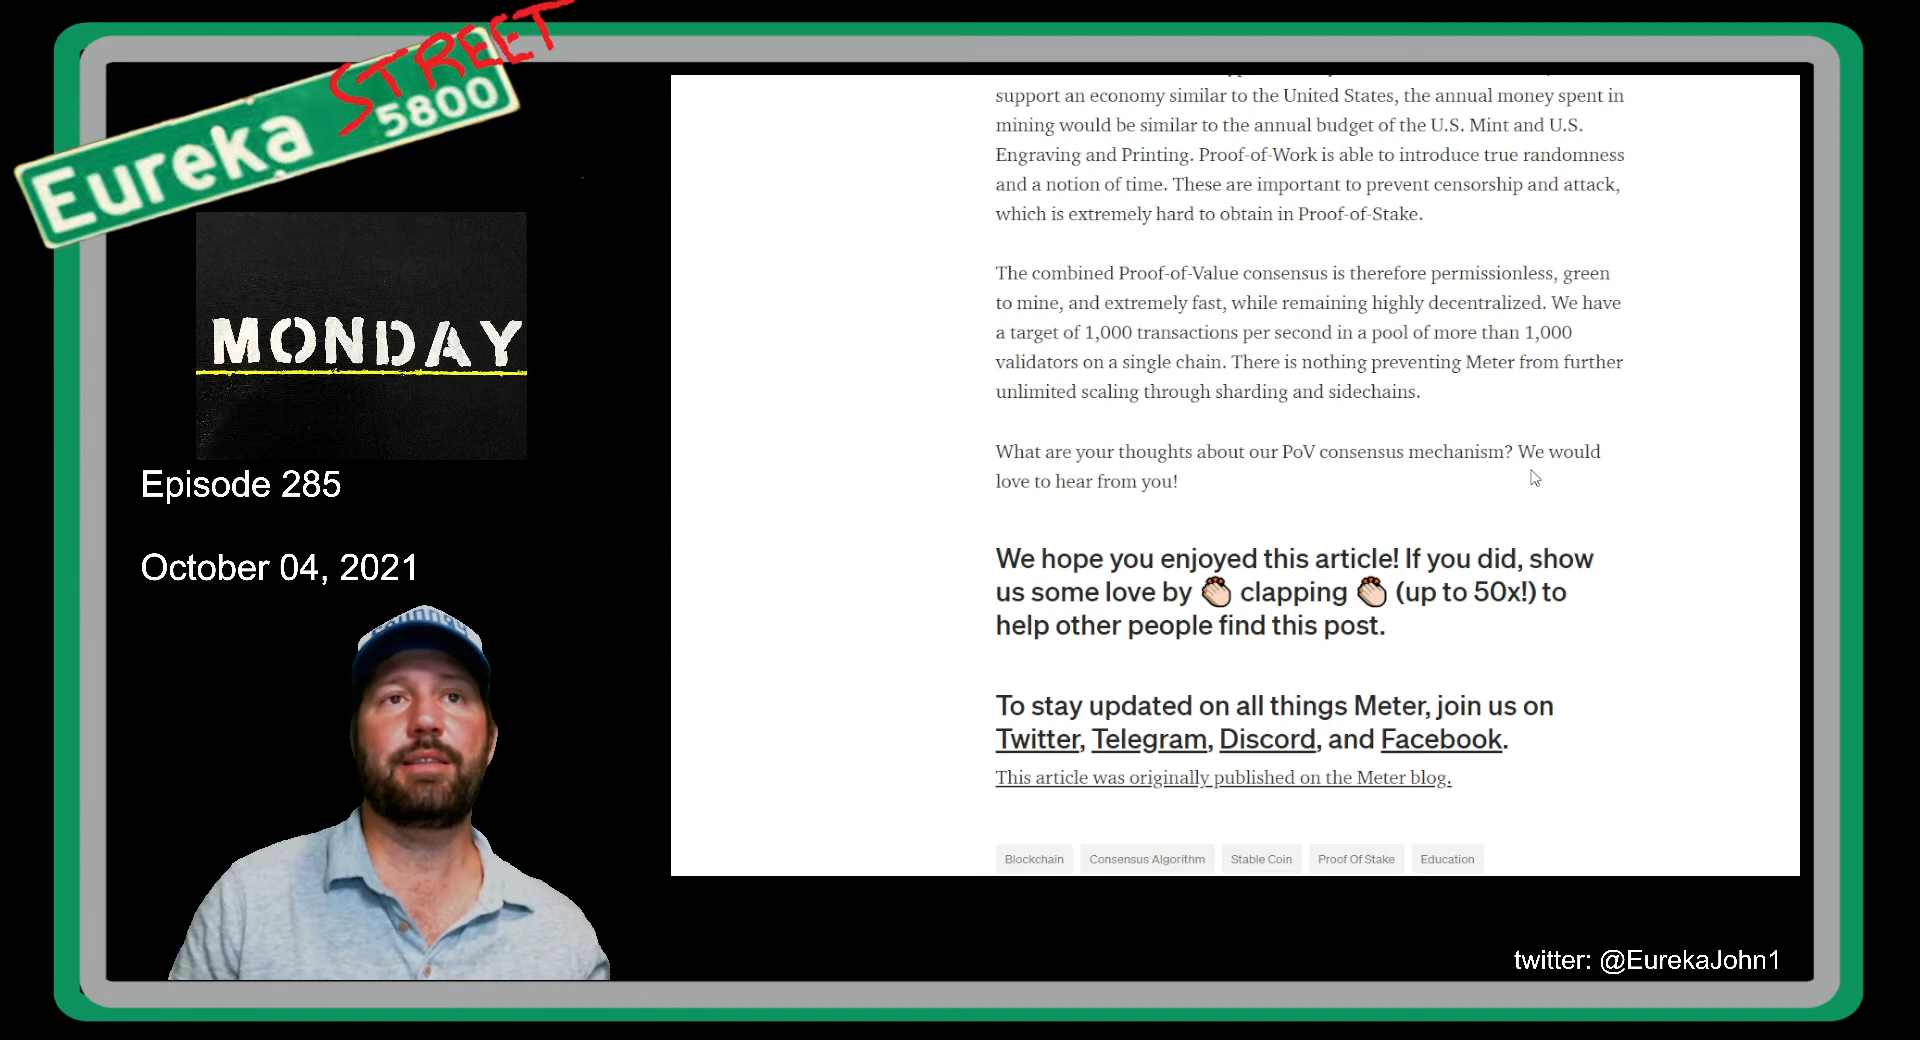 Eureka
STREET
5800
MONDAY
Episode 285
October 04, 2021
support an economy similar to the United States, the annual money spent in
mining would be similar to the annual budget of the U.S. Mint and U.S.
Engraving and Printing. Proof-of-Work is able to introduce true randomness
and a notion of time. These are important to prevent censorship and attack,
which is extremely hard to obtain in Proof-of-Stake.
The combined Proof-of-Value consensus is therefore permissionless, green
to mine, and extremely fast, while remaining highly decentralized. We have
a target of 1,000 transactions per second in a pool of more than 1,000
validators on a single chain. There is nothing preventing Meter from further
unlimited scaling through sharding and sidechains.
What are your thoughts about our PoV consensus mechanism? We would
love to hear from you!
We hope you enjoyed this article! If you did, show
us some love by 👏 clapping 👏 (up to 50x!) to
help other people find this post.
To stay updated on all things Meter, join us on
Twitter, Telegram, Discord, and Facebook.
This article was originally published on the Meter blog.
Blockchain
Consensus Algorithm
Stable Coin
Proof Of Stake
Education
twitter: @EurekaJohn1